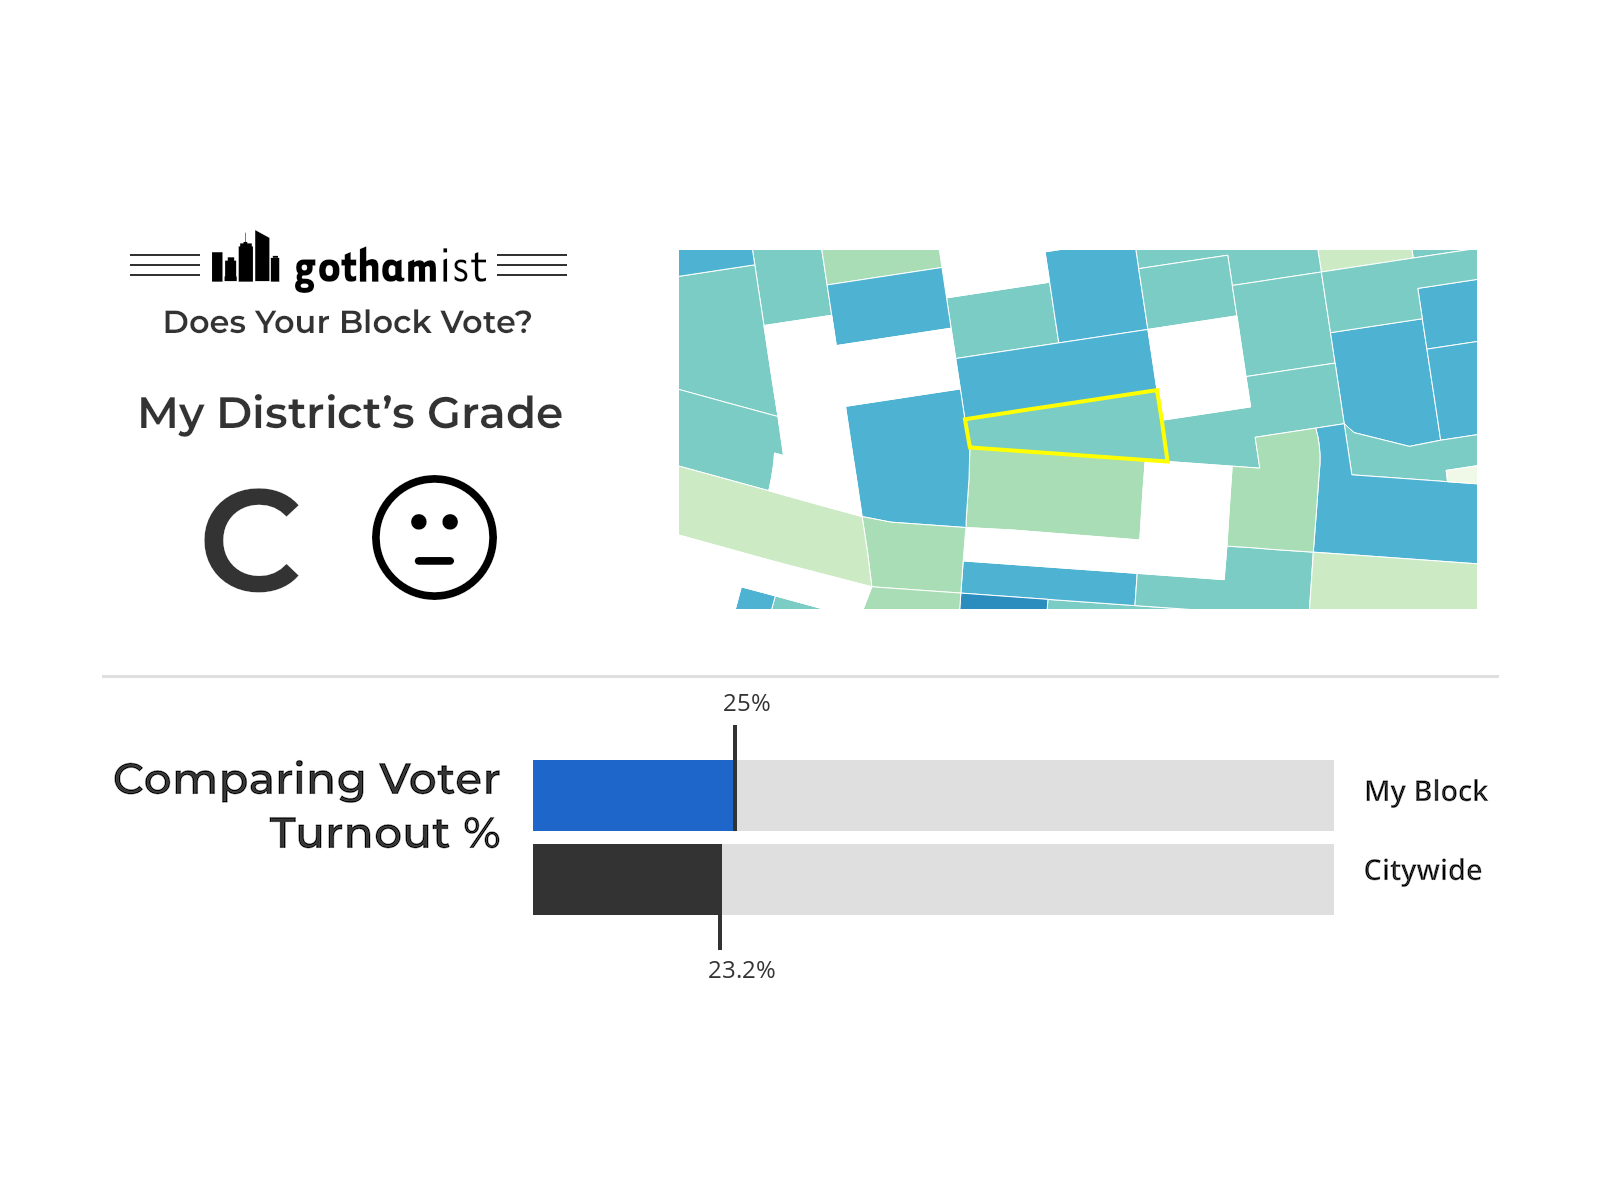 gothamist
Does Your Block Vote?
My District’s Grade
C
25%
Comparing Voter
Turnout %
My Block
Citywide
23.2%